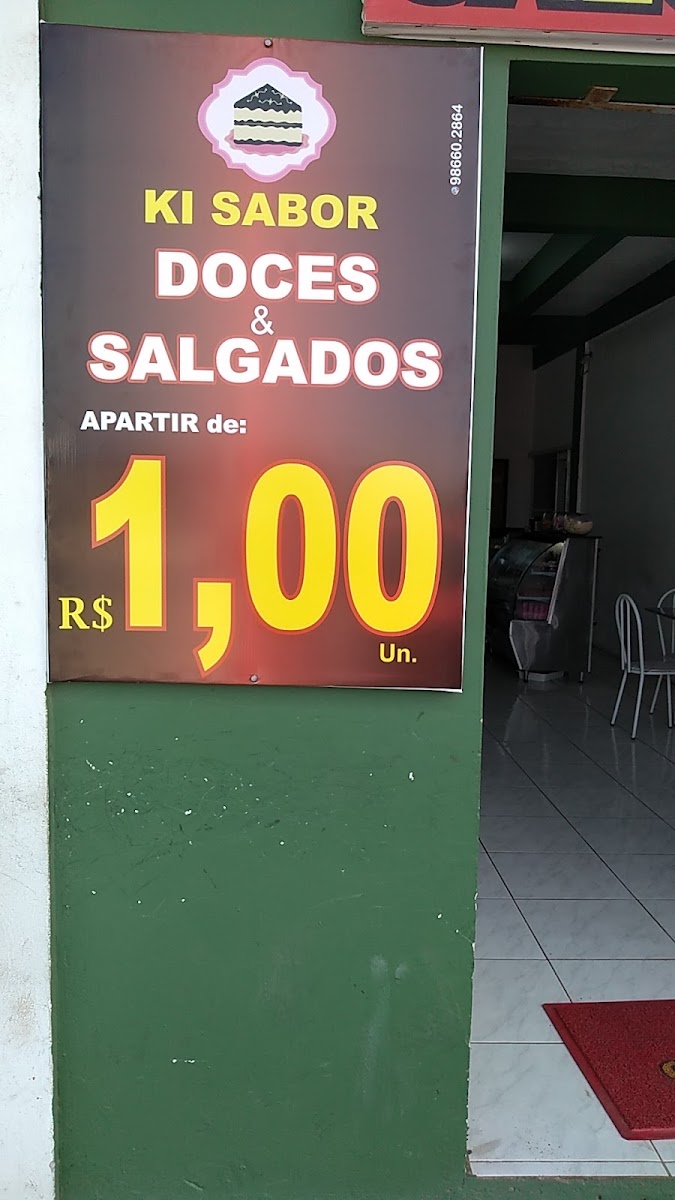 98660.2864
KI SABOR
DOCES
&
SALGADOS
APARTIR de:
R$1,00
Un.